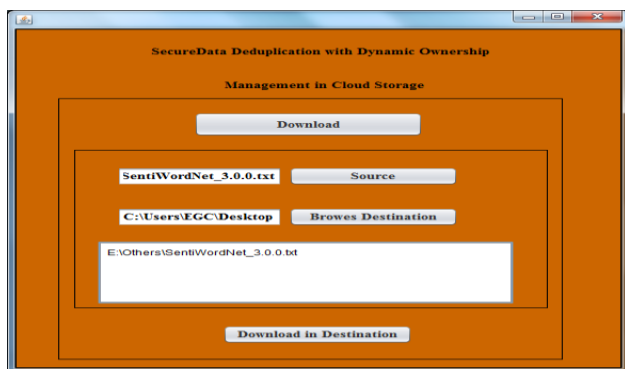 SecureData Deduplication with Dynamic Ownership
Management in Cloud Storage
Download
SentiWordNet_3.0.0.txt
Source
C:\Users\EGC\Desktop
Browes Destination
E:\Others\SentiWordNet_3.0.0.txt
Download in Destination